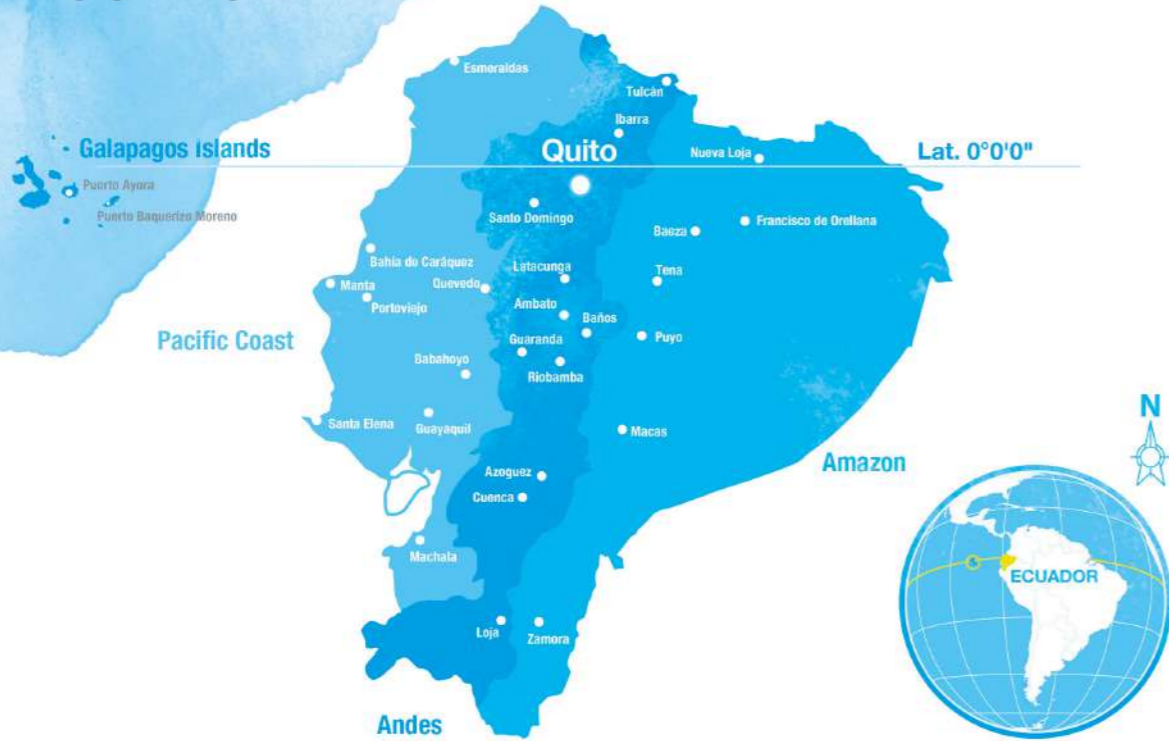 Esmeraldas
Tulcán
Ibarra
Galapagos Islands
Quito
Nueva Loja
Lat. 0°0'0"
Puerto Ayora
Puerto Baquerizo Moreno
Santo Domingo
Francisco de Orellana
Baeza
Bahía de Caráquez
Latacunga
Tena
Manta
Quevedo
Portoviejo
Ambato
Baños
Pacific Coast
Guaranda
Puyo
Babahoyo
Riobamba
Santa Elena
Guayaquil
Macas
N
Amazon
Azoguez
Cuenca
Machala
ECUADOR
Loja
Zamora
Andes